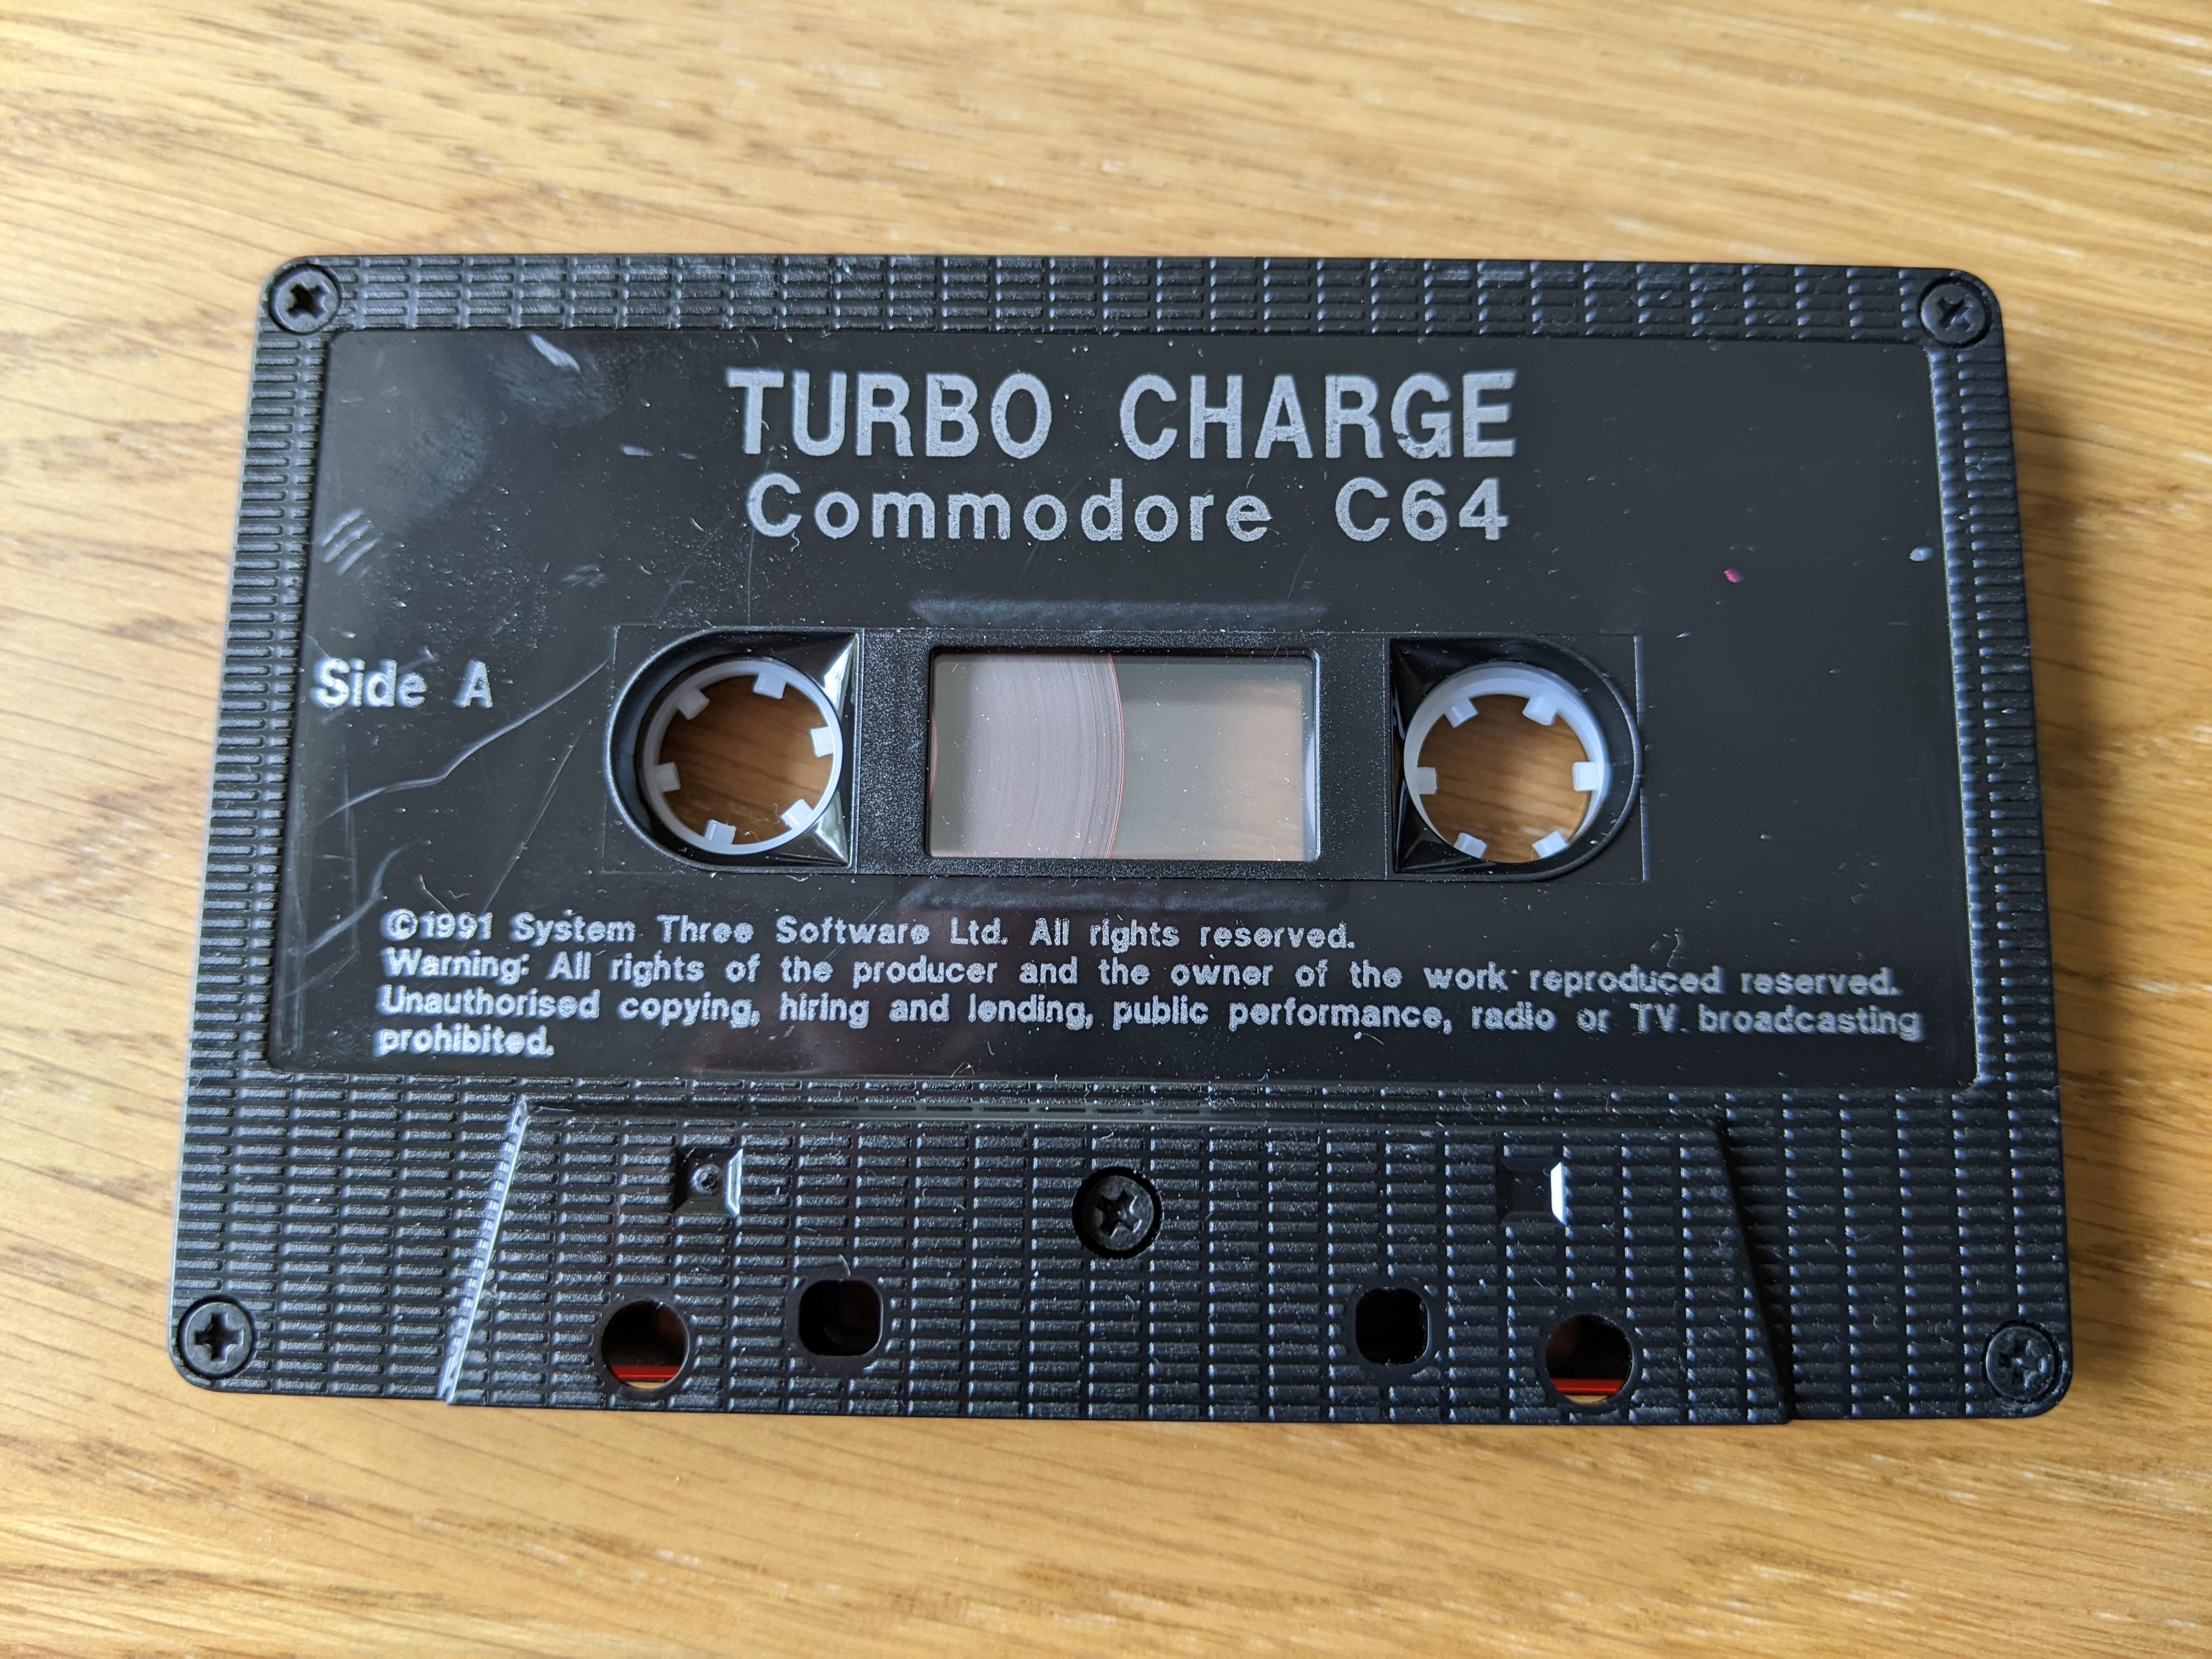 TURBO CHARGE
Commodore C64
Side A
©1991 System Three Software Ltd. All rights reserved.
Warning: All rights of the producer and the owner of the work reproduced reserved.
Unauthorised copying, hiring and lending, public performance, radio or TV broadcasting
prohibited.